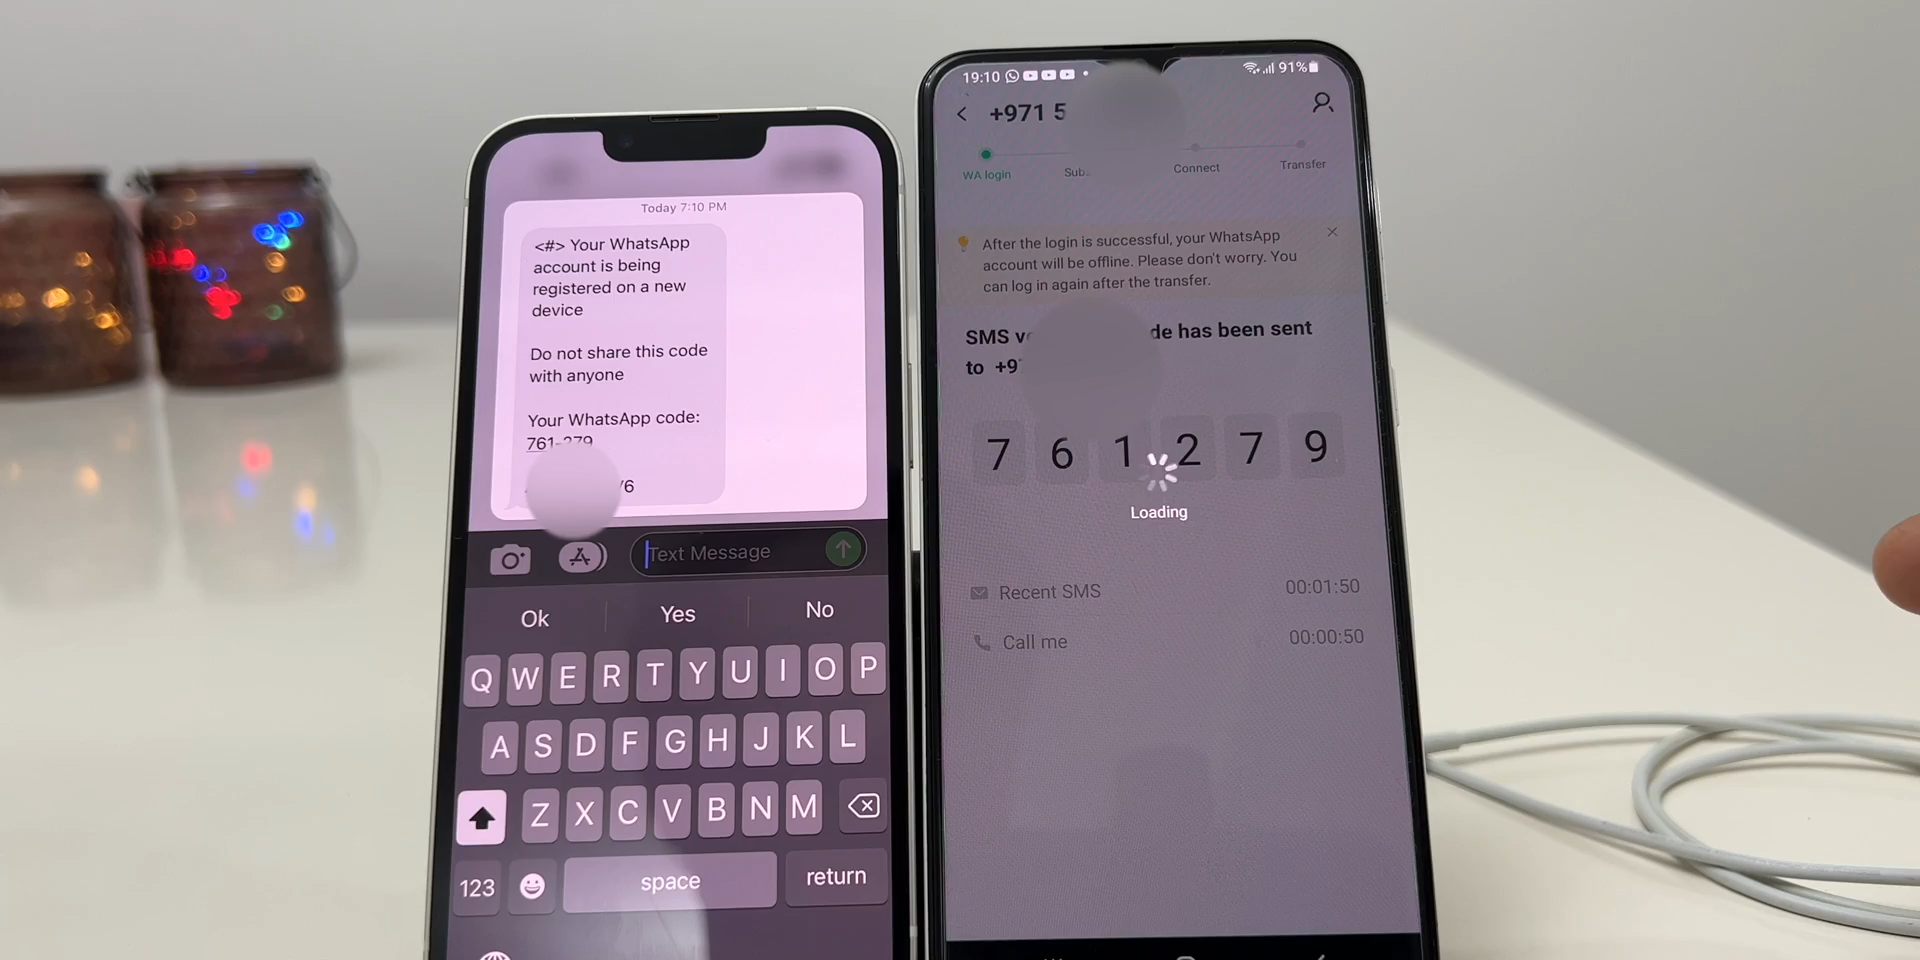 Today 7:10 PM
<#> Your WhatsApp
account is being
registered on a new
device
Do not share this code
with anyone
Your WhatsApp code:
761-279
/6
Text Message
Ok Yes No
Q W E R T Y U I O P
A S D F G H J K L
Z X C V B N M
123 space return
19:10 91%
+971 5
WA login Connect Transfer
After the login is successful, your WhatsApp
account will be offline. Please don't worry. You
can log in again after the transfer.
SMS has been sent
to +9
7 6 1 2 7 9
Loading
Recent SMS 00:01:50
Call me 00:00:50